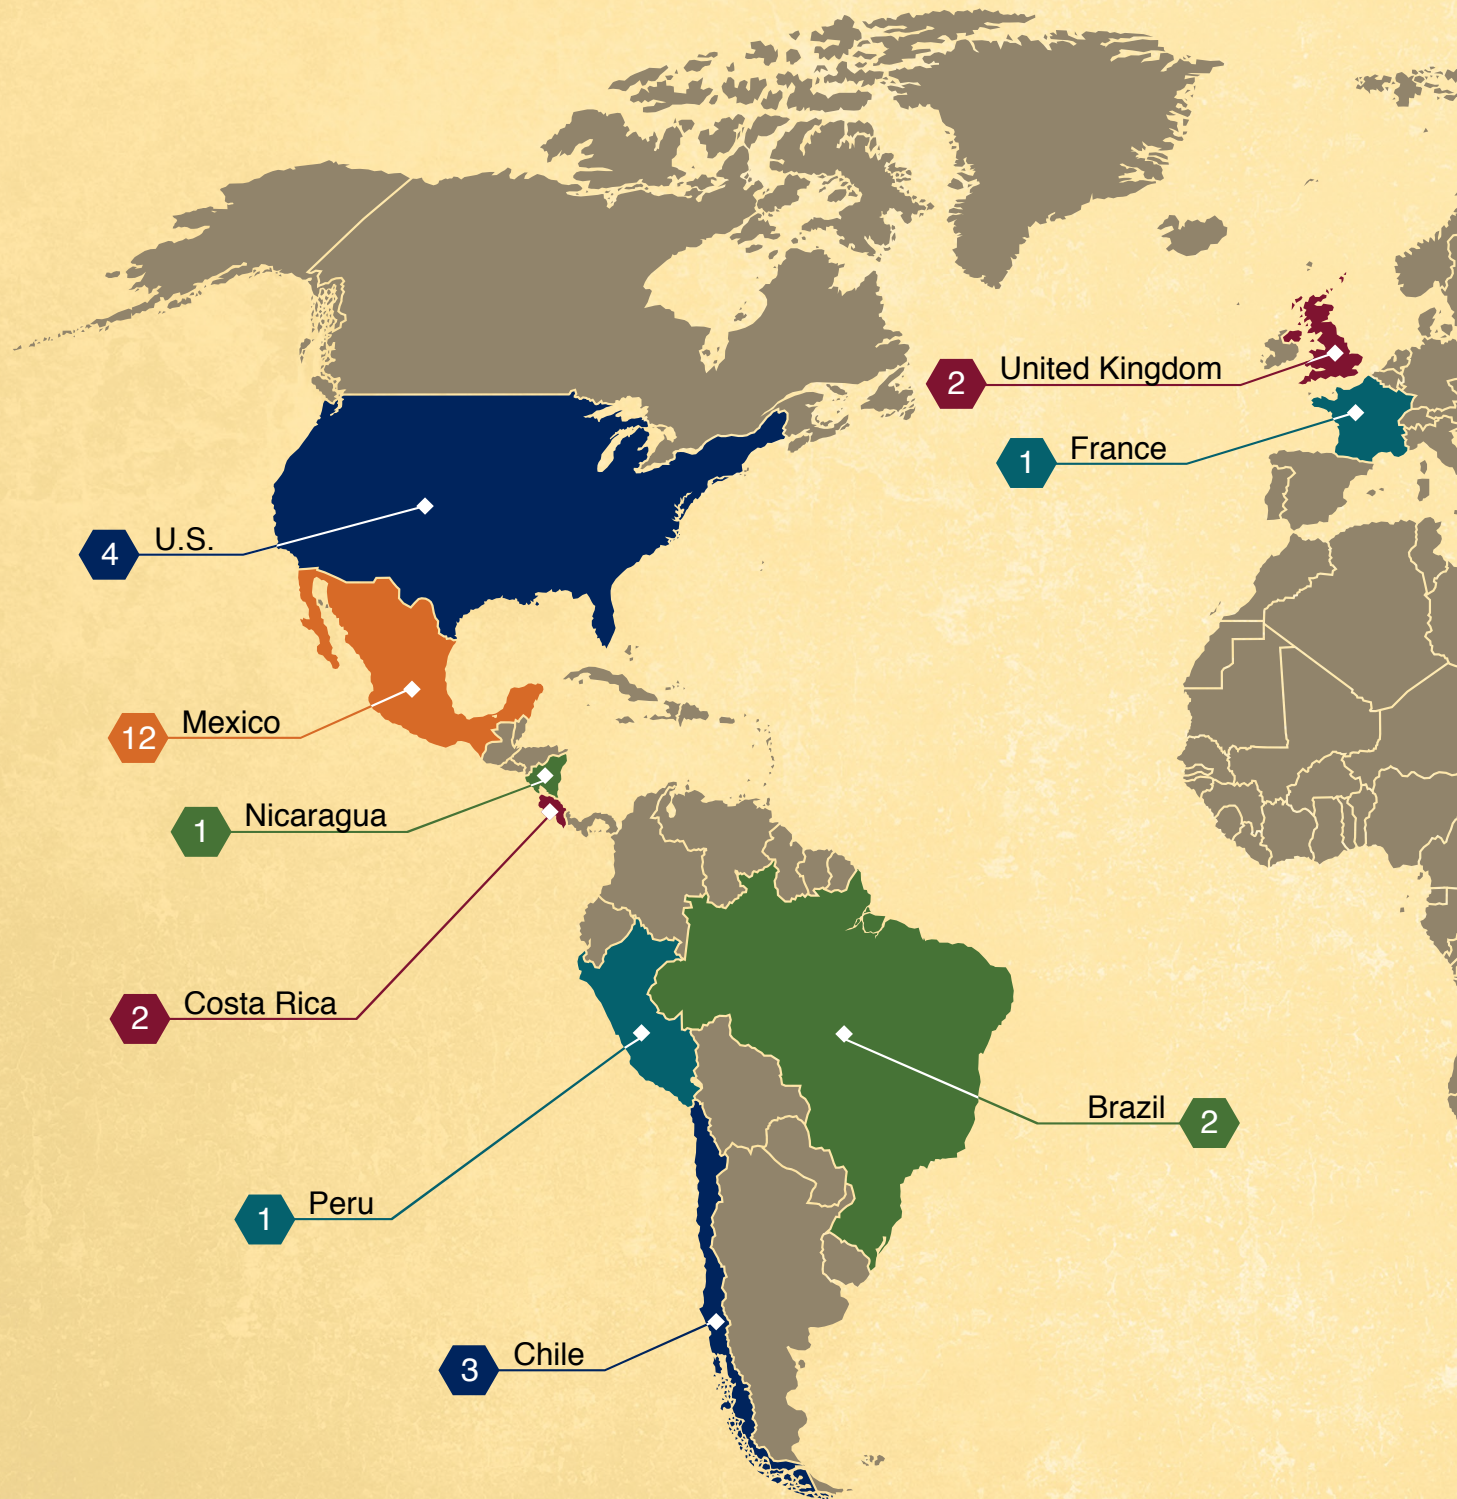 2 United Kingdom
1 France
4 U.S.
12 Mexico
1 Nicaragua
2 Costa Rica
Brazil 2
1 Peru
3 Chile